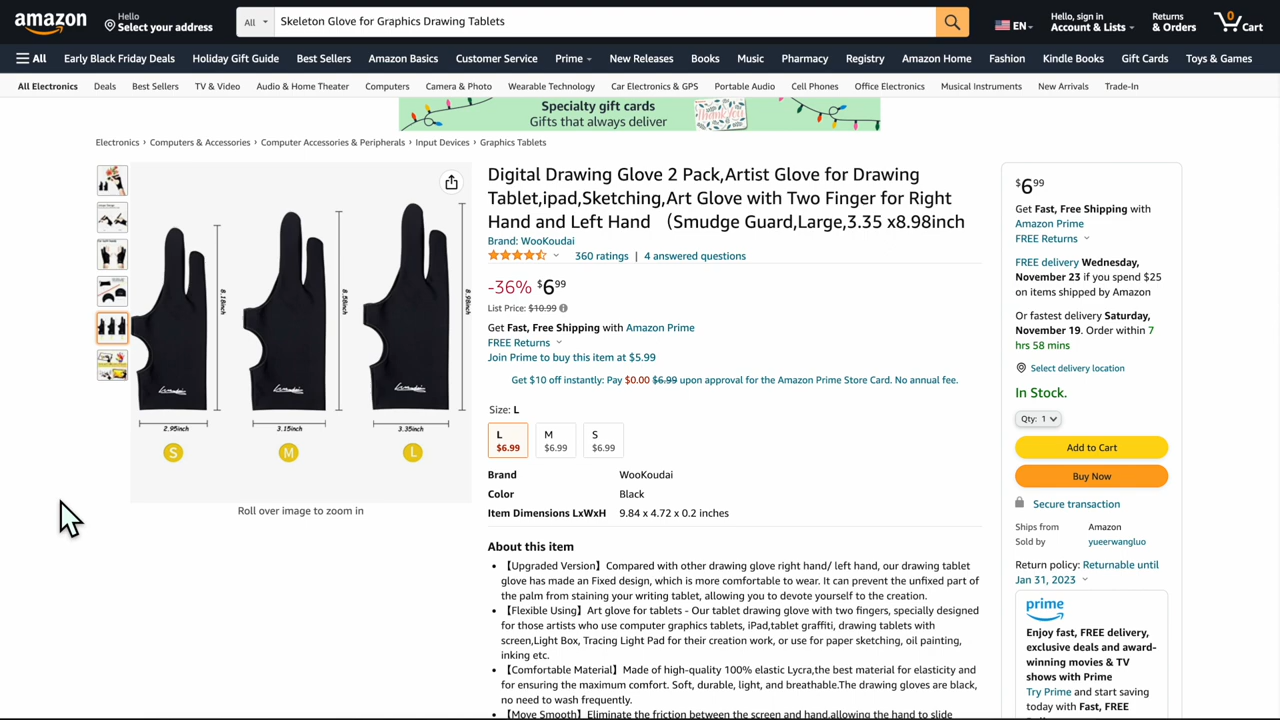 amazon
Hello
Select your address
All
Skeleton Glove for Graphics Drawing Tablets
EN
Hello, sign in
Account & Lists
Returns
& Orders
0
Cart
All
Early Black Friday Deals
Holiday Gift Guide
Best Sellers
Amazon Basics
Customer Service
Prime
New Releases
Books
Music
Pharmacy
Registry
Amazon Home
Fashion
Kindle Books
Gift Cards
Toys & Games
All Electronics
Deals
Best Sellers
TV & Video
Audio & Home Theater
Computers
Camera & Photo
Wearable Technology
Car Electronics & GPS
Portable Audio
Cell Phones
Office Electronics
Musical Instruments
New Arrivals
Trade-In
Specialty gift cards
Gifts that always deliver
Electronics › Computers & Accessories › Computer Accessories & Peripherals › Input Devices › Graphics Tablets
8.18inch
8.58inch
8.98inch
2.95inch
3.15inch
3.35inch
S
M
L
Roll over image to zoom in
Digital Drawing Glove 2 Pack,Artist Glove for Drawing
Tablet,ipad,Sketching,Art Glove with Two Finger for Right
Hand and Left Hand （Smudge Guard,Large,3.35 x8.98inch
Brand: WooKoudai
360 ratings | 4 answered questions
-36% $6.99
List Price: $10.99
Get Fast, Free Shipping with Amazon Prime
FREE Returns
Join Prime to buy this item at $5.99
Get $10 off instantly: Pay $0.00 $6.99 upon approval for the Amazon Prime Store Card. No annual fee.
Size: L
L
$6.99
M
$6.99
S
$6.99
Brand WooKoudai
Color Black
Item Dimensions LxWxH 9.84 x 4.72 x 0.2 inches
About this item
• 【Upgraded Version】Compared with other drawing glove right hand/ left hand, our drawing tablet
glove has made an Fixed design, which is more comfortable to wear. It can prevent the unfixed part of
the palm from staining your writing tablet, allowing you to devote yourself to the creation.
• 【Flexible Using】Art glove for tablets - Our tablet drawing glove with two fingers, specially designed
for those artists who use computer graphics tablets, iPad,tablet graffiti, drawing tablets with
screen,Light Box, Tracing Light Pad for their creation work, or use for paper sketching, oil painting,
inking etc.
• 【Comfortable Material】Made of high-quality 100% elastic Lycra,the best material for elasticity and
for ensuring the maximum comfort. Soft, durable, light, and breathable.The drawing gloves are black,
no need to wash frequently.
• 【Move Smooth】Eliminate the friction between the screen and hand,allowing the hand to slide
$6.99
Get Fast, Free Shipping with
Amazon Prime
FREE Returns
FREE delivery Wednesday,
November 23 if you spend $25
on items shipped by Amazon
Or fastest delivery Saturday,
November 19. Order within 7
hrs 58 mins
Select delivery location
In Stock.
Qty: 1
Add to Cart
Buy Now
Secure transaction
Ships from Amazon
Sold by yueerwangluo
Return policy: Returnable until
Jan 31, 2023
prime
Enjoy fast, FREE delivery,
exclusive deals and award-
winning movies & TV
shows with Prime
Try Prime and start saving
today with Fast, FREE